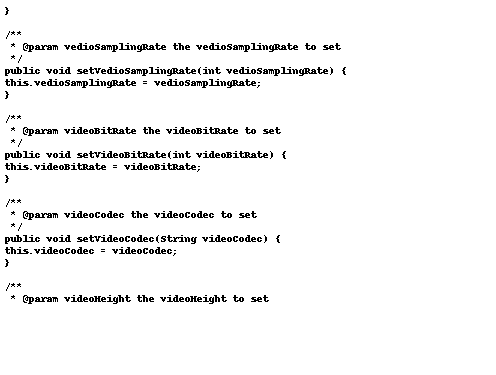 }

/**
 * @param vedioSamplingRate the vedioSamplingRate to set
 */
public void setVedioSamplingRate(int vedioSamplingRate) {
this.vedioSamplingRate = vedioSamplingRate;
}

/**
 * @param videoBitRate the videoBitRate to set
 */
public void setVideoBitRate(int videoBitRate) {
this.videoBitRate = videoBitRate;
}

/**
 * @param videoCodec the videoCodec to set
 */
public void setVideoCodec(String videoCodec) {
this.videoCodec = videoCodec;
}

/**
 * @param videoHeight the videoHeight to set